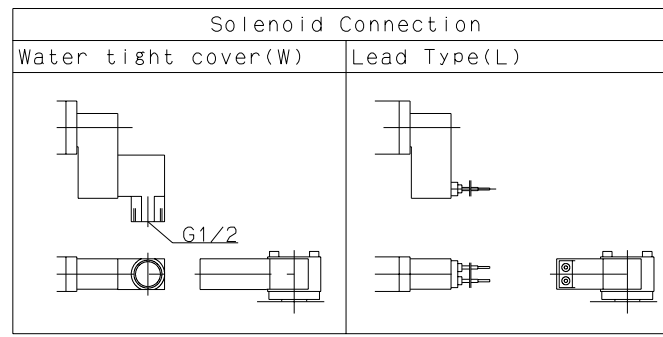 Solenoid Connection
Water tight cover(W)
Lead Type(L)
G1/2